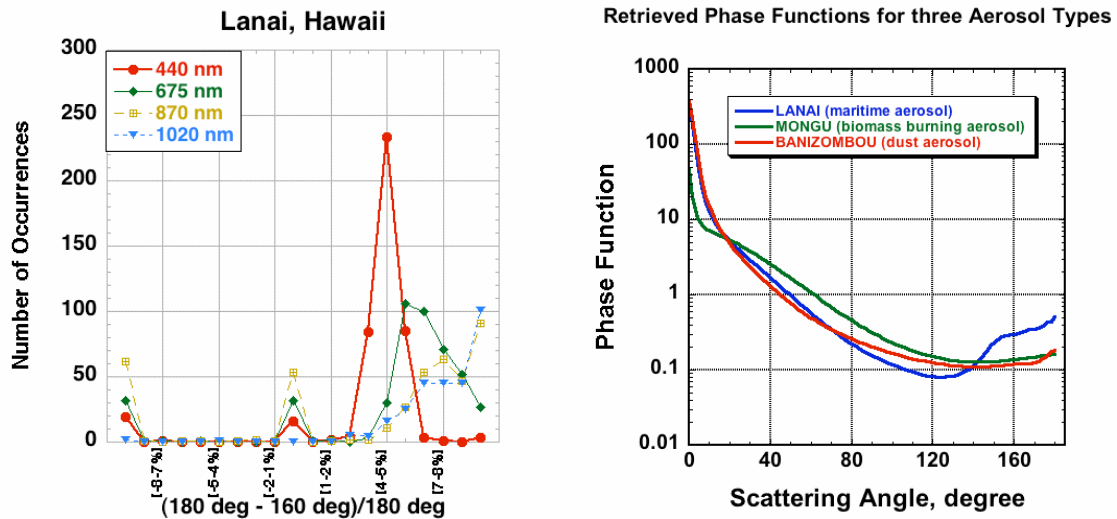 Lanai, Hawaii
300
250
200
150
100
50
0
Number of Occurrences
440 nm
675 nm
870 nm
1020 nm
[-8-7%]
[-5-4%]
[-2-1%]
[1-2%]
[4-5%]
[7-8%]
(180 deg - 160 deg)/180 deg
Retrieved Phase Functions for three Aerosol Types
1000
100
10
1
0.1
0.01
Phase Function
LANAI (maritime aerosol)
MONGU (biomass burning aerosol)
BANIZOMBOU (dust aerosol)
0 40 80 120 160
Scattering Angle, degree